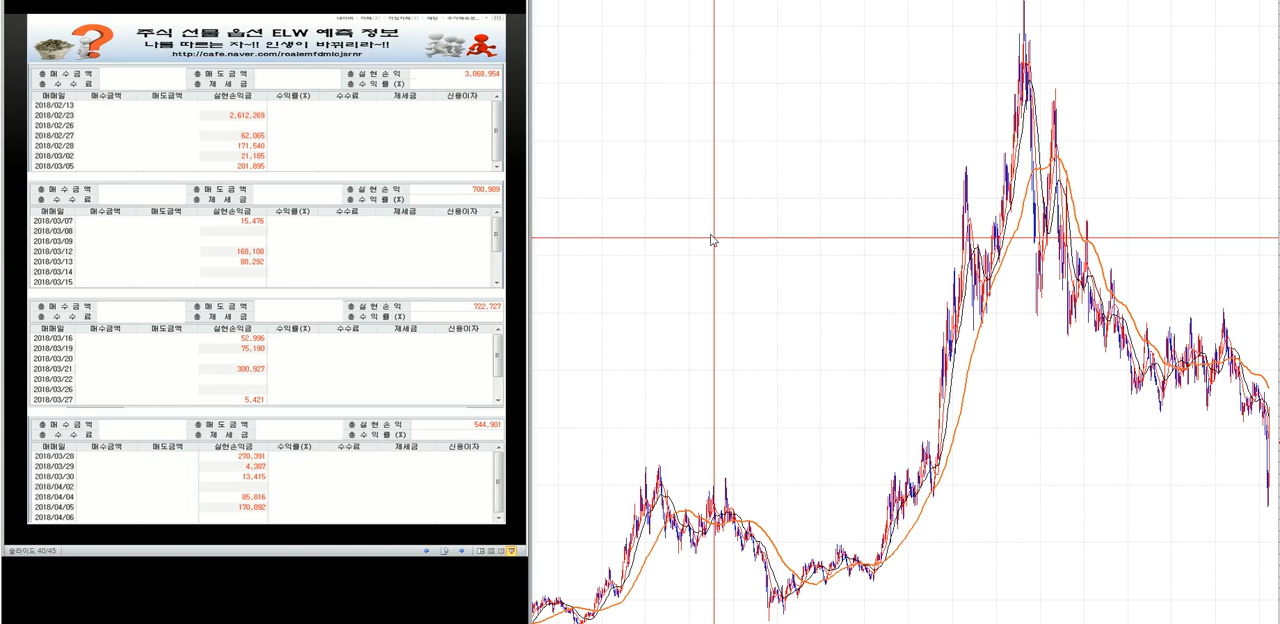 주식 선물 옵션 ELW 예측 정보
나를 따르는 자~!! 인생이 바뀌리라~!!
총 매 수 금 액 총 매 도 금 액 총 실 현 손 익 3,068,954
총 수 수 료 총 제 세 금 총 수 익 률 (%)
매매일 매수금액 매도금액 실현손익금 수익률(%) 수수료 제세금 신용이자
2018/02/13
2018/02/23 2,612,269
2018/02/26
2018/02/27 62,065
2018/02/28 171,540
2018/03/02 21,185
2018/03/05 201,895
총 매 수 금 액 총 매 도 금 액 총 실 현 손 익 700,989
총 수 수 료 총 제 세 금 총 수 익 률 (%)
매매일 매수금액 매도금액 실현손익금 수익률(%) 수수료 제세금 신용이자
2018/03/07 15,476
2018/03/08
2018/03/09
2018/03/12 168,108
2018/03/13 88,292
2018/03/14
2018/03/15
총 매 수 금 액 총 매 도 금 액 총 실 현 손 익 722,727
총 수 수 료 총 제 세 금 총 수 익 률 (%)
매매일 매수금액 매도금액 실현손익금 수익률(%) 수수료 제세금 신용이자
2018/03/16 52,996
2018/03/19 75,190
2018/03/20
2018/03/21 300,927
2018/03/22
2018/03/26
2018/03/27 5,421
총 매 수 금 액 총 매 도 금 액 총 실 현 손 익 544,901
총 수 수 료 총 제 세 금 총 수 익 률 (%)
매매일 매수금액 매도금액 실현손익금 수익률(%) 수수료 제세금 신용이자
2018/03/28 270,391
2018/03/29 4,387
2018/03/30 13,415
2018/04/02
2018/04/04 85,816
2018/04/05 170,892
2018/04/06
슬라이드 40/45